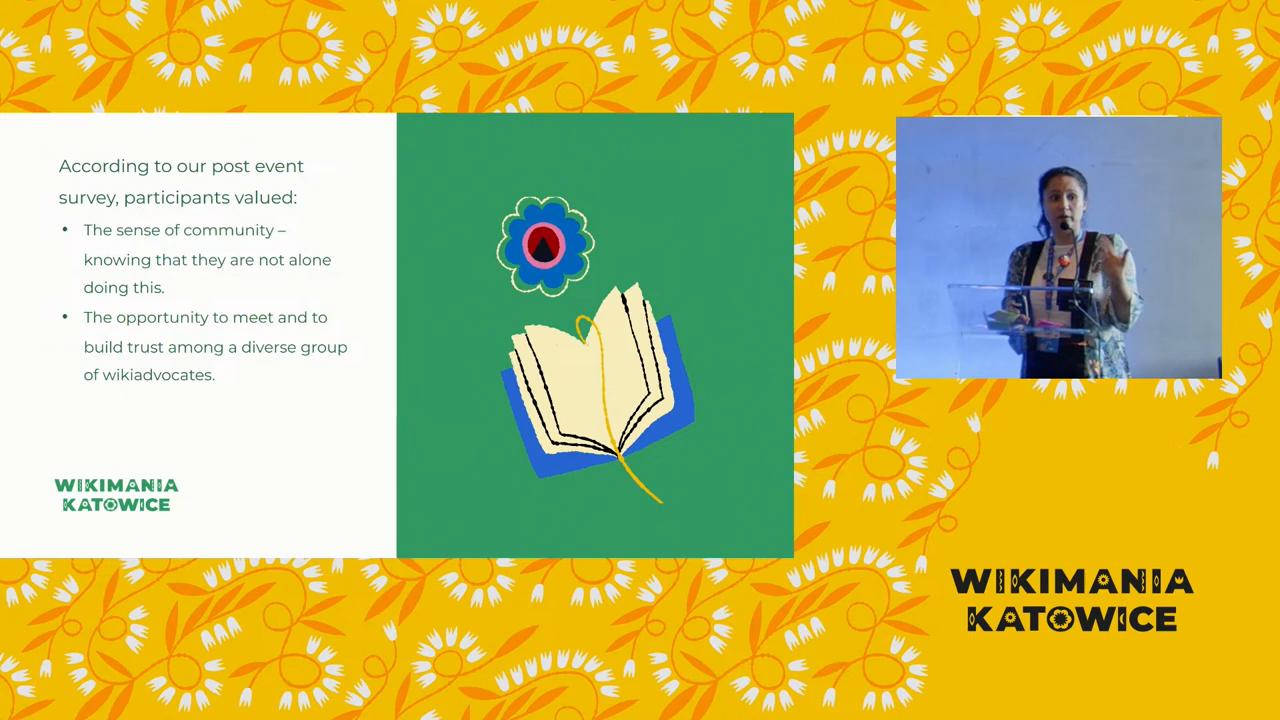 According to our post event
survey, participants valued:
• The sense of community –
knowing that they are not alone
doing this.
• The opportunity to meet and to
build trust among a diverse group
of wikiadvocates.
WIKIMANIA
KATOWICE
WIKIMANIA
KATOWICE